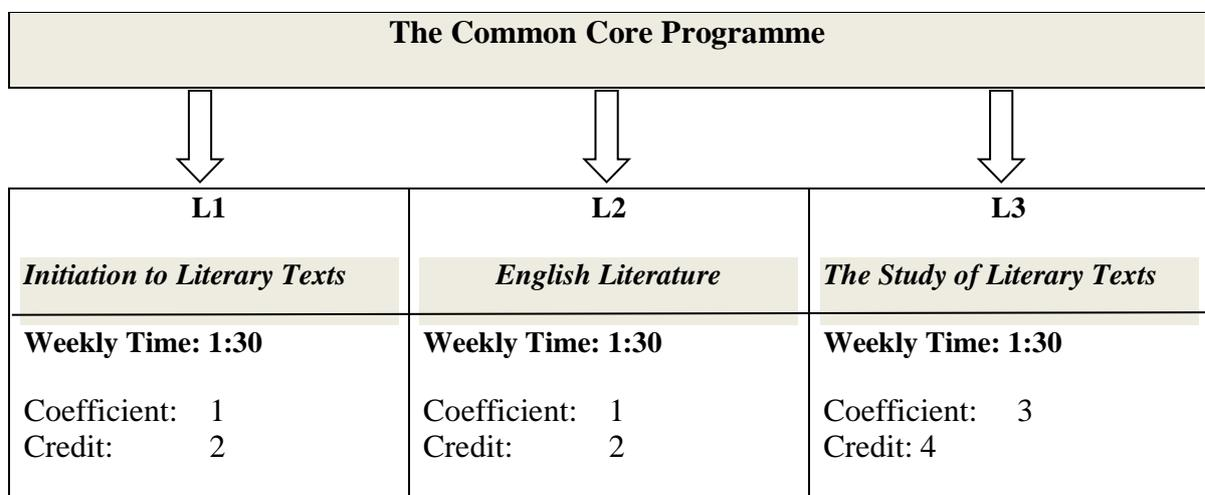 The Common Core Programme
L1
Initiation to Literary Texts
Weekly Time: 1:30
Coefficient: 1
Credit: 2
L2
English Literature
Weekly Time: 1:30
Coefficient: 1
Credit: 2
L3
The Study of Literary Texts
Weekly Time: 1:30
Coefficient: 3
Credit: 4